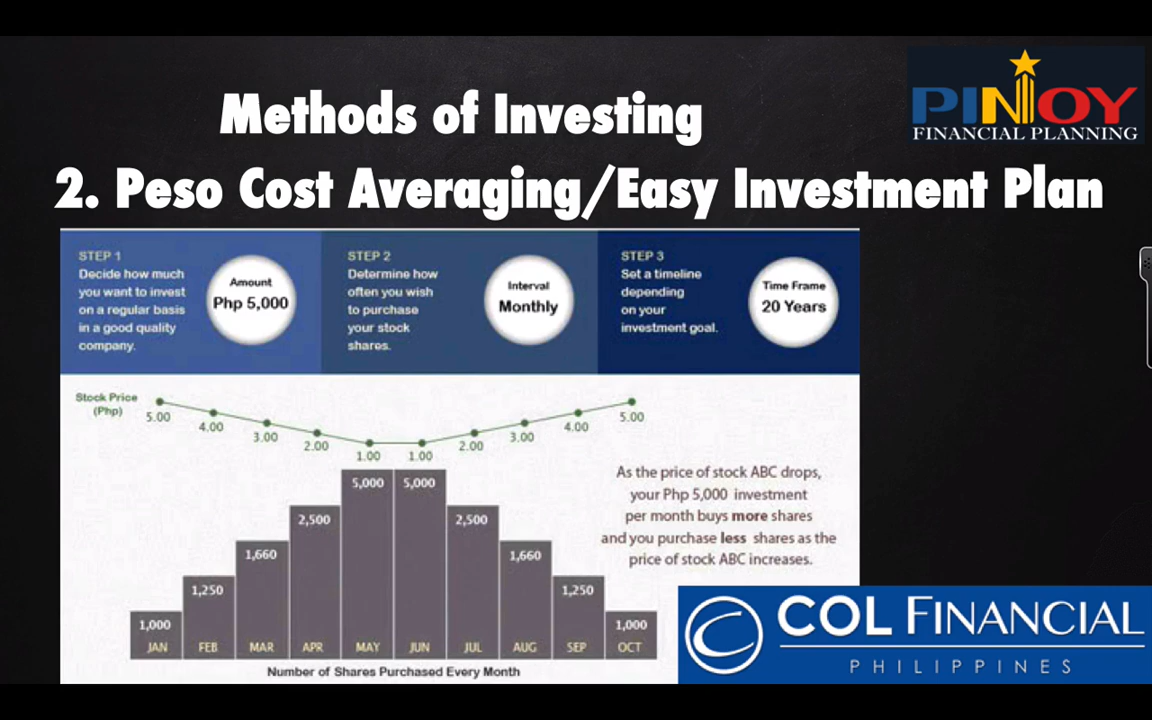 Methods of Investing
PINOY
FINANCIAL PLANNING
2. Peso Cost Averaging/Easy Investment Plan
STEP 1
Decide how much
you want to invest
on a regular basis
in a good quality
company.
Amount
Php 5,000
STEP 2
Determine how
often you wish
to purchase
your stock
shares.
Interval
Monthly
STEP 3
Set a timeline
depending
on your
investment goal.
Time Frame
20 Years
Stock Price
(Php)
5.00 4.00 3.00 2.00 1.00 1.00 2.00 3.00 4.00 5.00
1,000 1,250 1,660 2,500 5,000 5,000 2,500 1,660 1,250 1,000
JAN FEB MAR APR MAY JUN JUL AUG SEP OCT
Number of Shares Purchased Every Month
As the price of stock ABC drops,
your Php 5,000 investment
per month buys more shares
and you purchase less shares as the
price of stock ABC increases.
COL FINANCIAL
PHILIPPINES